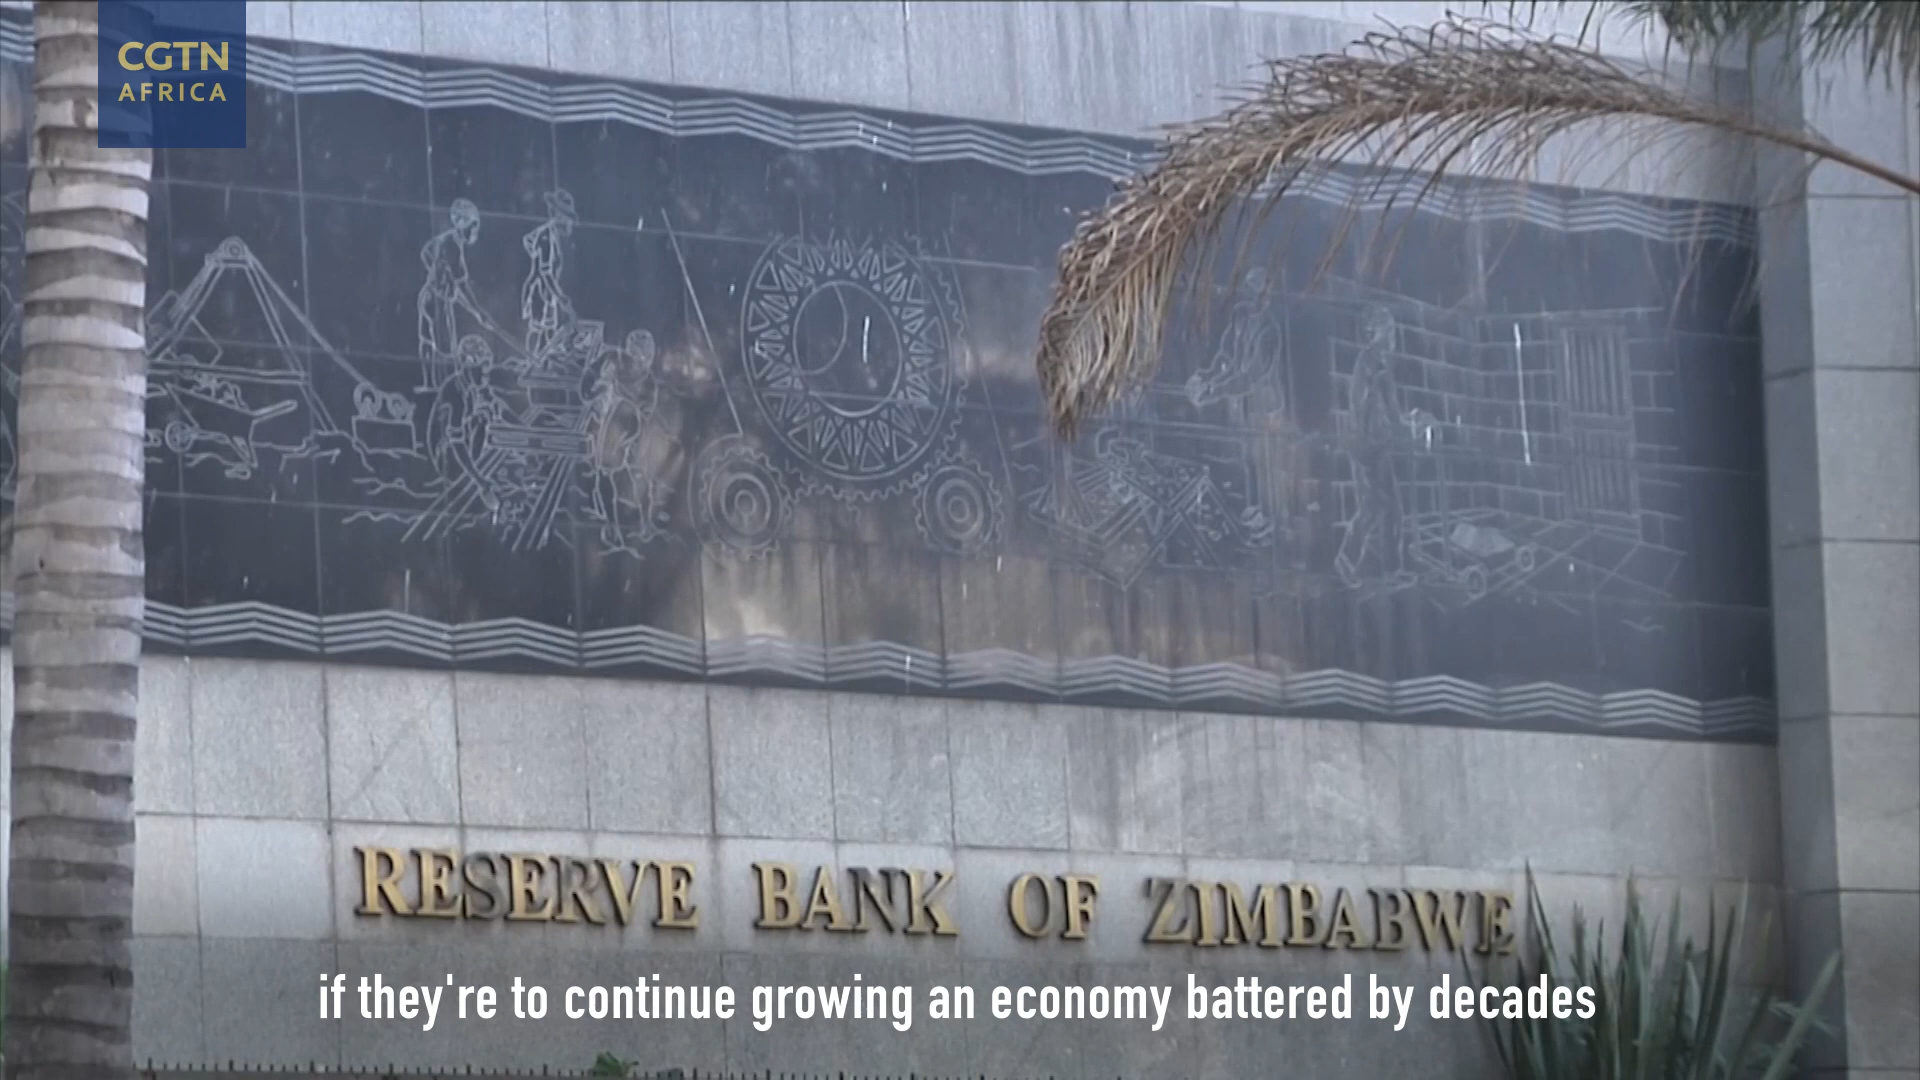 CGTN
AFRICA
RESERVE BANK OF ZIMBABWE
if they're to continue growing an economy battered by decades